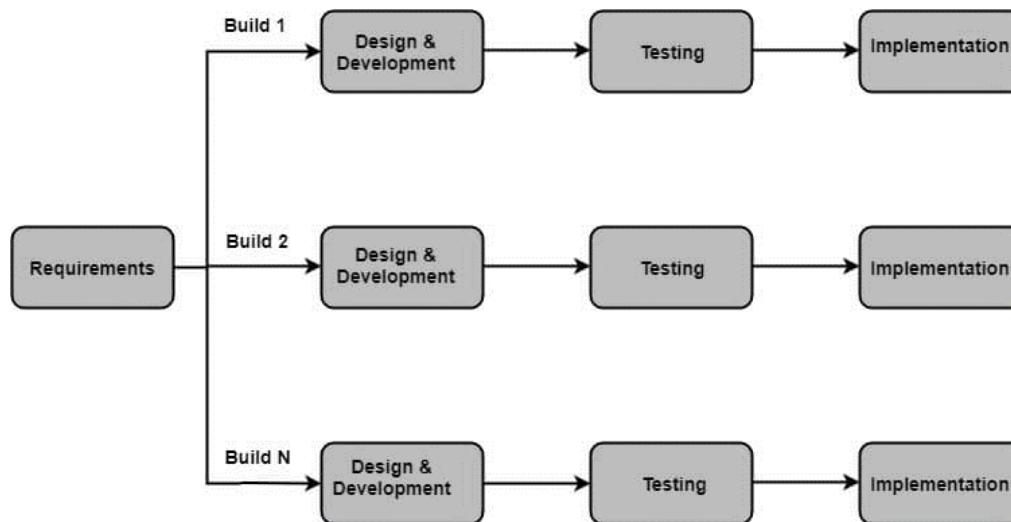 Build 1
Design &
Development
Testing
Implementation
Requirements
Build 2
Design &
Development
Testing
Implementation
Build N
Design &
Development
Testing
Implementation